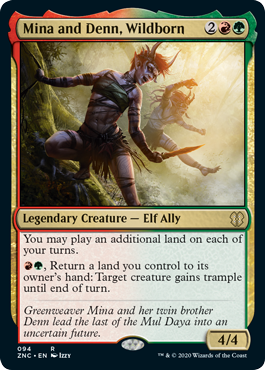 Mina and Denn, Wildborn 2
Legendary Creature — Elf Ally
You may play an additional land on each of
your turns.
, Return a land you control to its
owner's hand: Target creature gains trample
until end of turn.
Greenweaver Mina and her twin brother
Denn lead the last of the Mul Daya into an
uncertain future.
4/4
094 R
ZNC • EN Izzy
™ & © 2020 Wizards of the Coast